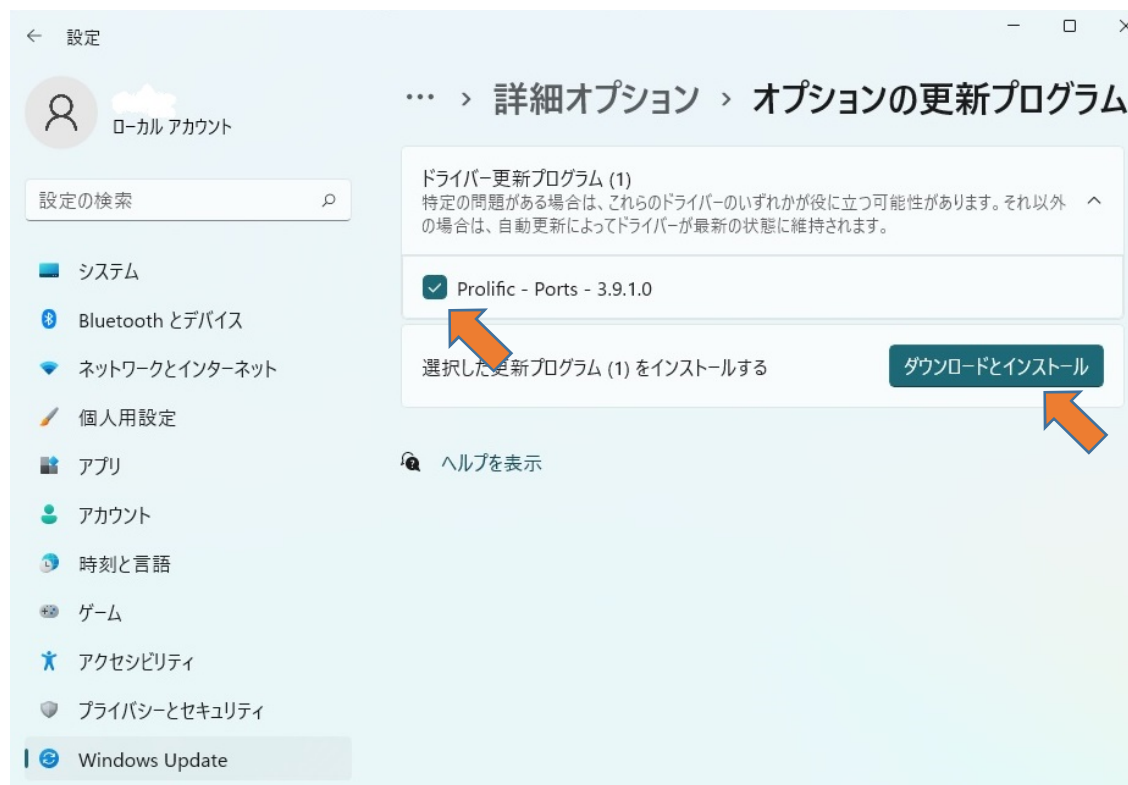 設定
ローカル アカウント
設定の検索
システム
Bluetooth とデバイス
ネットワークとインターネット
個人用設定
アプリ
アカウント
時刻と言語
ゲーム
アクセシビリティ
プライバシーとセキュリティ
Windows Update
… › 詳細オプション › オプションの更新プログラム
ドライバー更新プログラム (1)
特定の問題がある場合は、これらのドライバーのいずれかが役に立つ可能性があります。それ以外
の場合は、自動更新によってドライバーが最新の状態に維持されます。
Prolific - Ports - 3.9.1.0
選択した更新プログラム (1) をインストールする
ダウンロードとインストール
ヘルプを表示